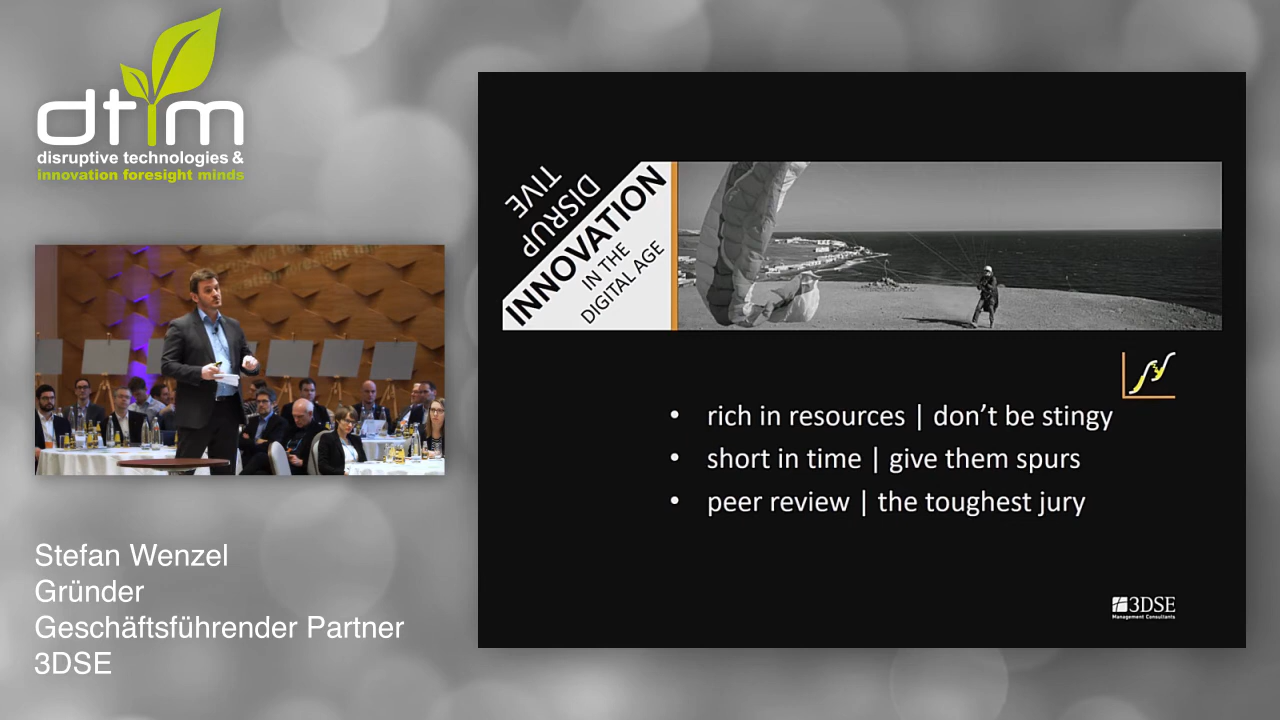 dtim
disruptive technologies &
innovation foresight minds
DISRUP
TIVE
INNOVATION
IN THE
DIGITAL AGE
• rich in resources | don’t be stingy
• short in time | give them spurs
• peer review | the toughest jury
3DSE
Management Consultants
Stefan Wenzel
Gründer
Geschäftsführender Partner
3DSE